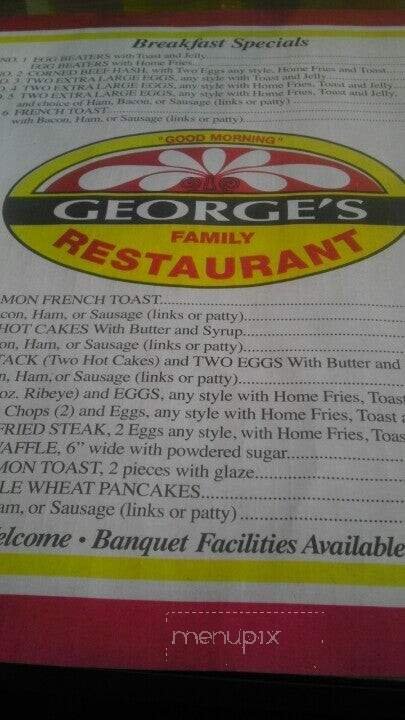 Breakfast Specials
NO. 1 EGG BEATERS with Toast and Jelly
EGG BEATERS with Home Fries
O. 2 CORNED BEEF HASH, with Two Eggs any style, Home Fries and Toast
O. 3 TWO EXTRA LARGE EGGS, any style with Toast and Jelly
O. 4 TWO EXTRA LARGE EGGS, any style with Home Fries, Toast and Jelly.
. 5 TWO EXTRA LARGE EGGS, any style with Home Fries, Toast and Jelly,
and choice of Ham, Bacon, or Sausage (links or patty)
6 FRENCH TOAST
with Bacon, Ham, or Sausage (links or patty)
"GOOD MORNING"
GEORGE'S
FAMILY
RESTAURANT
MON FRENCH TOAST
con, Ham, or Sausage (links or patty)
HOT CAKES With Butter and Syrup
on, Ham, or Sausage (links or patty)
TACK (Two Hot Cakes) and TWO EGGS With Butter and
n, Ham, or Sausage (links or patty)
oz. Ribeye) and EGGS, any style with Home Fries, Toast
Chops (2) and Eggs, any style with Home Fries, Toast a
FRIED STEAK, 2 Eggs any style, with Home Fries, Toas
WAFFLE, 6" wide with powdered sugar
MON TOAST, 2 pieces with glaze
LE WHEAT PANCAKES
am, or Sausage (links or patty)
elcome • Banquet Facilities Available
menupix